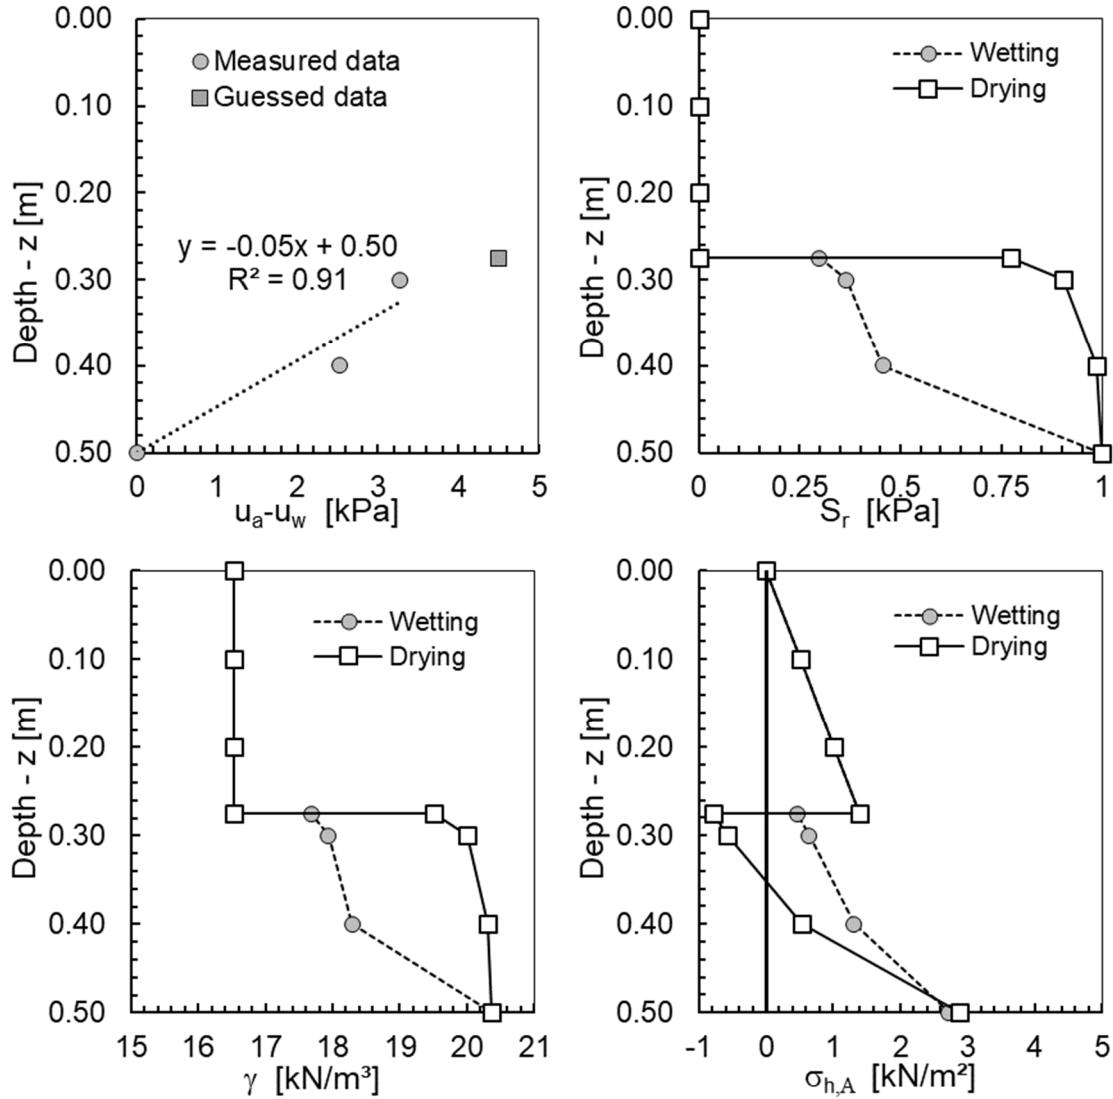 0.00
0.10
0.20
0.30
0.40
0.50
Depth - z [m]
Measured data
Guessed data
y = -0.05x + 0.50
R² = 0.91
0 1 2 3 4 5
uₐ-u_w [kPa]
0.00
0.10
0.20
0.30
0.40
0.50
Depth - z [m]
Wetting
Drying
0 0.25 0.5 0.75 1
Sᵣ [kPa]
0.00
0.10
0.20
0.30
0.40
0.50
Depth - z [m]
Wetting
Drying
15 16 17 18 19 20 21
γ [kN/m³]
0.00
0.10
0.20
0.30
0.40
0.50
Depth - z [m]
Wetting
Drying
-1 0 1 2 3 4 5
σ_h,A [kN/m²]